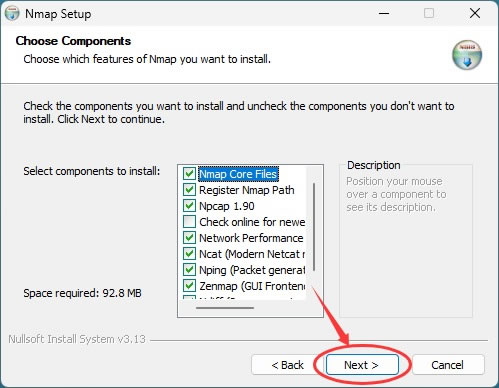 Nmap Setup
Choose Components
Choose which features of Nmap you want to install.
Check the components you want to install and uncheck the components you don't want to
install. Click Next to continue.
Select components to install:
Nmap Core Files
Register Nmap Path
Npcap 1.90
Check online for newe
Network Performance
Ncat (Modern Netcat r
Nping (Packet generat
Zenmap (GUI Frontend
Description
Position your mouse
over a component to
see its description.
Space required: 92.8 MB
Nullsoft Install System v3.13
< Back
Next >
Cancel